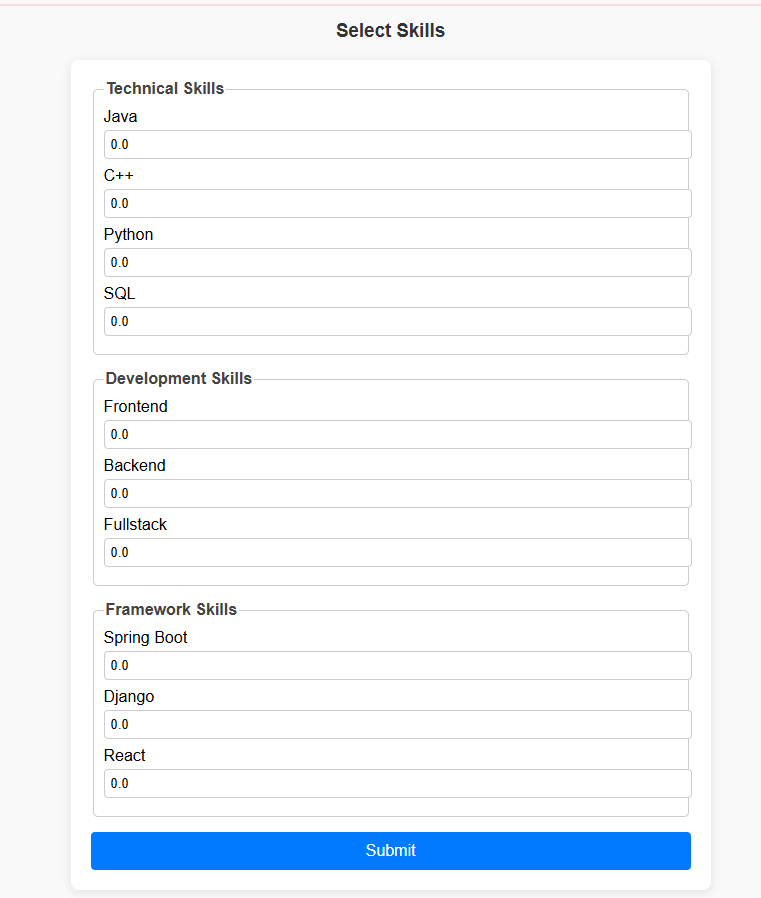 Select Skills
Technical Skills
Java
0.0
C++
0.0
Python
0.0
SQL
0.0
Development Skills
Frontend
0.0
Backend
0.0
Fullstack
0.0
Framework Skills
Spring Boot
0.0
Django
0.0
React
0.0
Submit